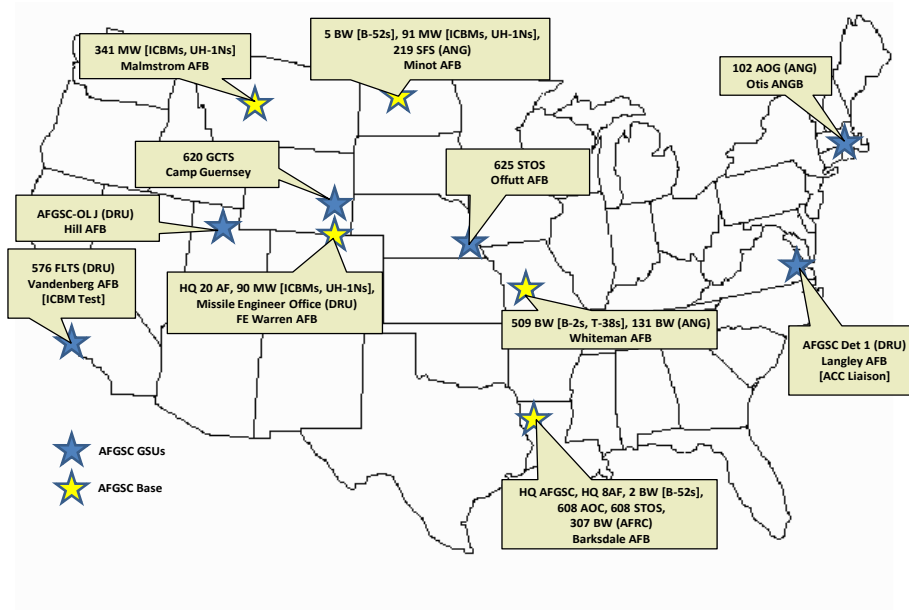 5 BW [B-52s], 91 MW [ICBMs, UH-1Ns],
219 SFS (ANG)
Minot AFB
341 MW [ICBMs, UH-1Ns]
Malmstrom AFB
102 AOG (ANG)
Otis ANGB
620 GCTS
Camp Guernsey
625 STOS
Offutt AFB
AFGSC-OL J (DRU)
Hill AFB
576 FLTS (DRU)
Vandenberg AFB
[ICBM Test]
HQ 20 AF, 90 MW [ICBMs, UH-1Ns],
Missile Engineer Office (DRU)
FE Warren AFB
509 BW [B-2s, T-38s], 131 BW (ANG)
Whiteman AFB
AFGSC Det 1 (DRU)
Langley AFB
[ACC Liaison]
AFGSC GSUs
AFGSC Base
HQ AFGSC, HQ 8AF, 2 BW [B-52s],
608 AOC, 608 STOS,
307 BW (AFRC)
Barksdale AFB